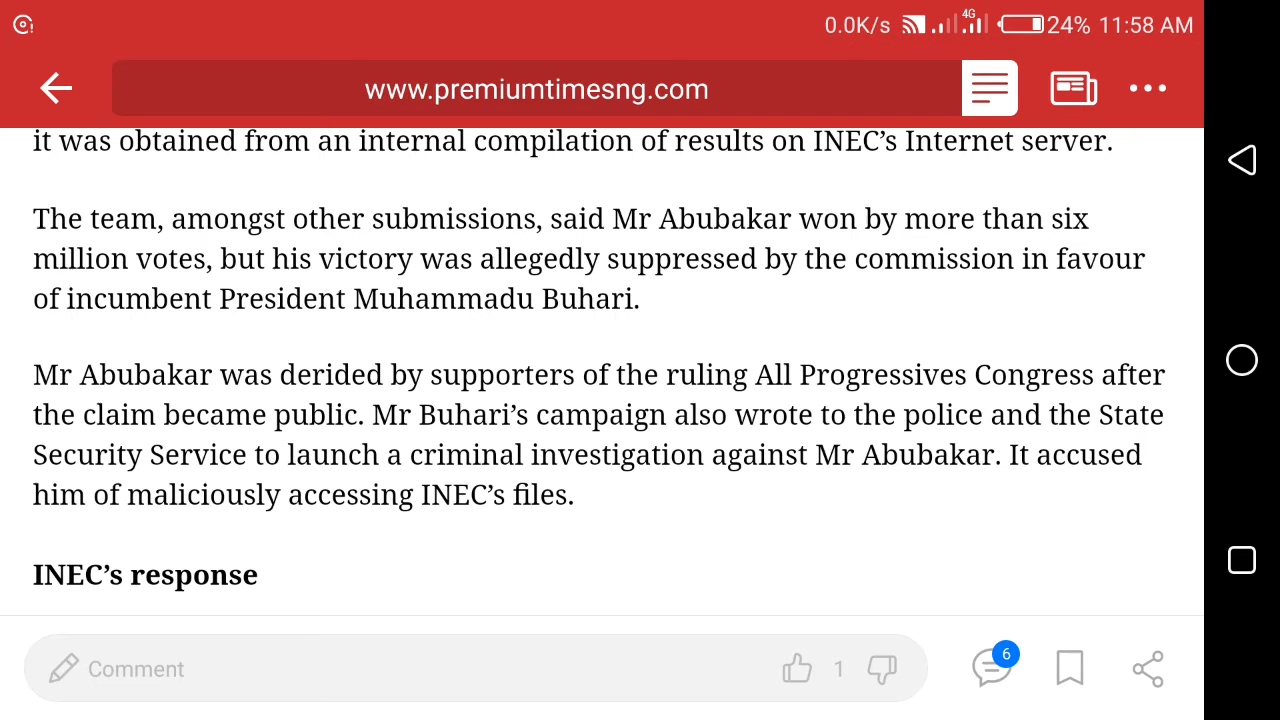 0.0K/s 4G 24% 11:58 AM
www.premiumtimesng.com
it was obtained from an internal compilation of results on INEC’s Internet server.
The team, amongst other submissions, said Mr Abubakar won by more than six
million votes, but his victory was allegedly suppressed by the commission in favour
of incumbent President Muhammadu Buhari.
Mr Abubakar was derided by supporters of the ruling All Progressives Congress after
the claim became public. Mr Buhari’s campaign also wrote to the police and the State
Security Service to launch a criminal investigation against Mr Abubakar. It accused
him of maliciously accessing INEC’s files.
INEC’s response
Comment 1 6